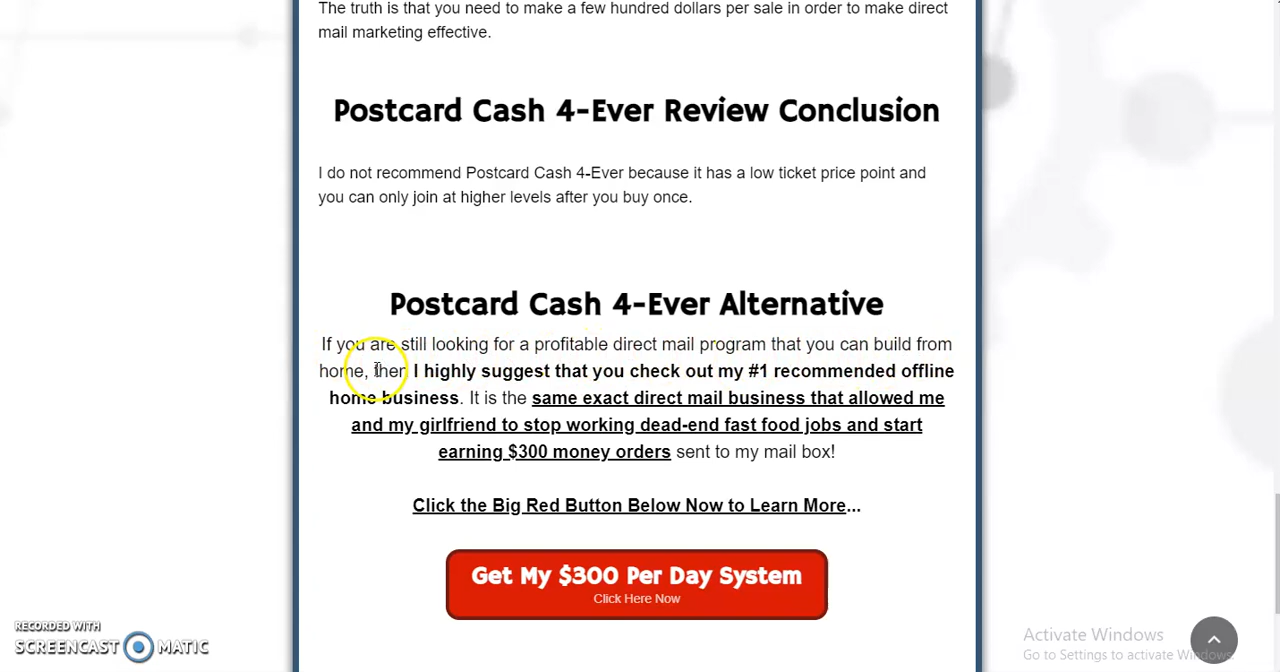 The truth is that you need to make a few hundred dollars per sale in order to make direct
mail marketing effective.
Postcard Cash 4-Ever Review Conclusion
I do not recommend Postcard Cash 4-Ever because it has a low ticket price point and
you can only join at higher levels after you buy once.
Postcard Cash 4-Ever Alternative
If you are still looking for a profitable direct mail program that you can build from
home, then I highly suggest that you check out my #1 recommended offline
home business. It is the same exact direct mail business that allowed me
and my girlfriend to stop working dead-end fast food jobs and start
earning $300 money orders sent to my mail box!
Click the Big Red Button Below Now to Learn More...
Get My $300 Per Day System
Click Here Now
RECORDED WITH
SCREENCAST MATIC
Activate Windows
Go to Settings to activate Windows.